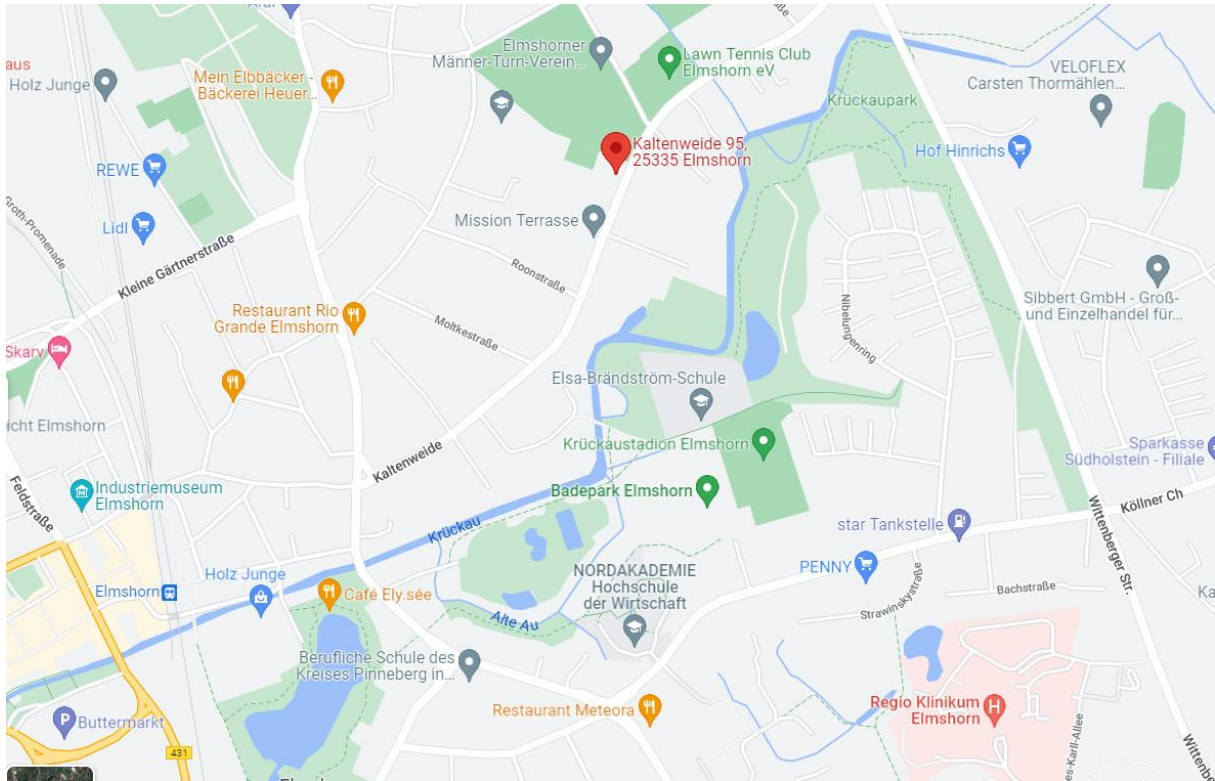 Aral
Elmshorner
Männer-Turn-Verein...
Lawn Tennis Club
Elmshorn eV
VELOFLEX
Carsten Thormählen...
aus
Holz Junge
Mein Elbbäcker -
Bäckerei Heuer...
Krückaupark
Kaltenweide 95,
25335 Elmshorn
Hof Hinrichs
REWE
Mission Terrasse
Lidl
Groth-Promenade
Kleine Gärtnerstraße
Roonstraße
Sibbert GmbH - Groß-
und Einzelhandel für...
Restaurant Rio
Grande Elmshorn
Moltkestraße
Nibelungenring
Skarv
Elsa-Brändström-Schule
icht Elmshorn
Krückaustadion Elmshorn
Sparkasse
Südholstein - Filiale
Kaltenweide
Feldstraße
Industriemuseum
Elmshorn
Badepark Elmshorn
Köllner Ch
Wittenberger Str.
Krückau
star Tankstelle
NORDAKADEMIE
Hochschule
der Wirtschaft
PENNY
Holz Junge
Elmshorn
Café Ely.sée
Bachstraße
Ka
Strawinskystraße
Alte Au
Berufliche Schule des
Kreises Pinneberg in...
Regio Klinikum
Elmshorn
H
Restaurant Meteora
P
Buttermarkt
es-Karll-Allee
Wittenberg
431